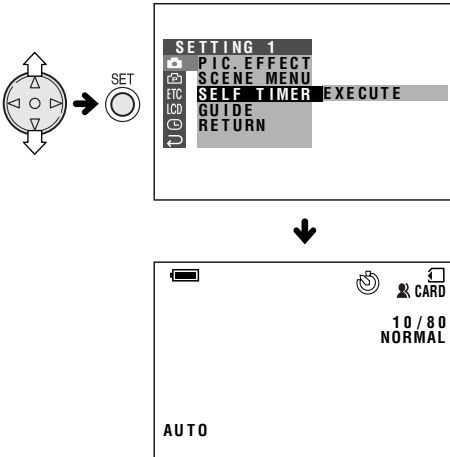 SET
SETTING 1
PIC. EFFECT
SCENE MENU
ETC SELF TIMER EXECUTE
LCD GUIDE
RETURN
CARD
10/80
NORMAL
AUTO